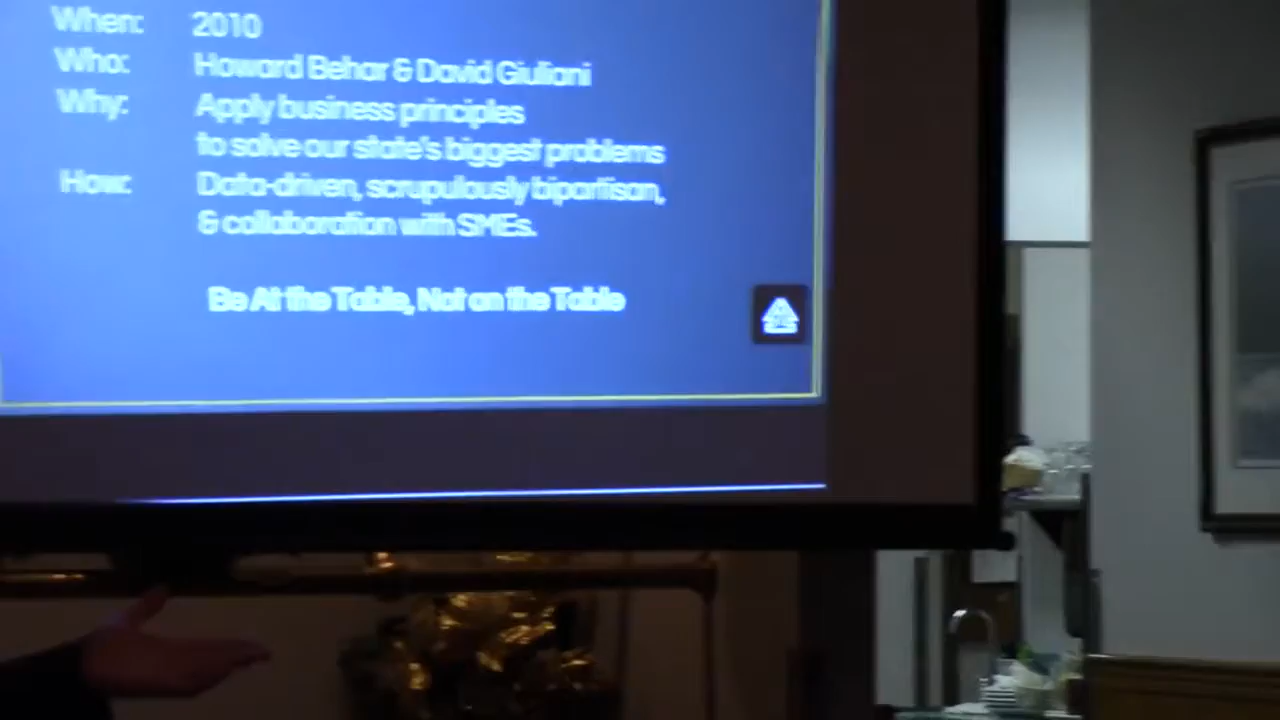 When: 2010
Who: Howard Behar & David Giuliani
Why: Apply business principles
to solve our state's biggest problems
How: Data-driven, scrupulously bipartisan,
& collaboration with SMEs.
Be At the Table, Not on the Table